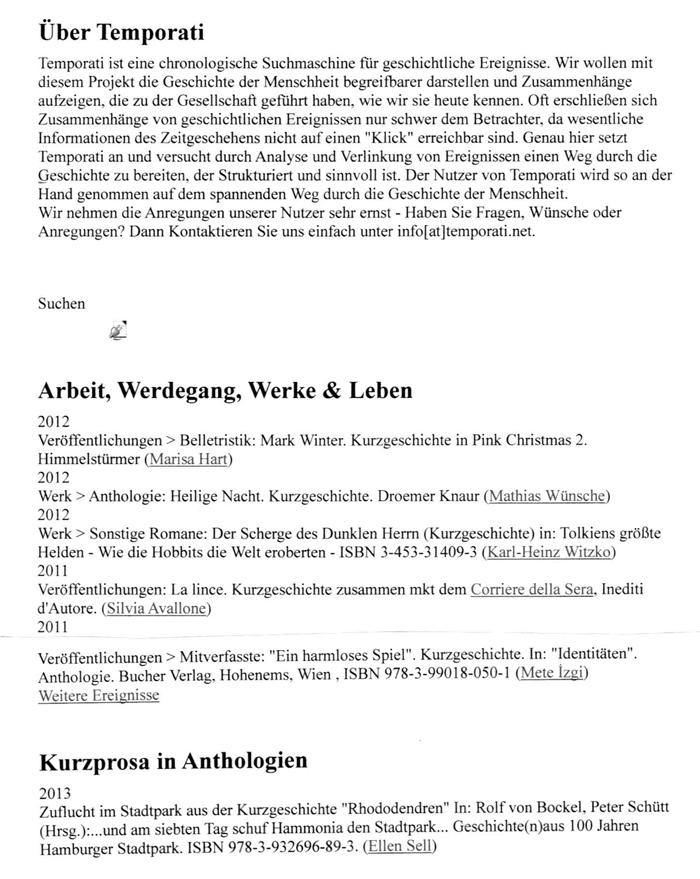 Über Temporati
Temporati ist eine chronologische Suchmaschine für geschichtliche Ereignisse. Wir wollen mit
diesem Projekt die Geschichte der Menschheit begreifbarer darstellen und Zusammenhänge
aufzeigen, die zu der Gesellschaft geführt haben, wie wir sie heute kennen. Oft erschließen sich
Zusammenhänge von geschichtlichen Ereignissen nur schwer dem Betrachter, da wesentliche
Informationen des Zeitgeschehens nicht auf einen "Klick" erreichbar sind. Genau hier setzt
Temporati an und versucht durch Analyse und Verlinkung von Ereignissen einen Weg durch die
Geschichte zu bereiten, der Strukturiert und sinnvoll ist. Der Nutzer von Temporati wird so an der
Hand genommen auf dem spannenden Weg durch die Geschichte der Menschheit.
Wir nehmen die Anregungen unserer Nutzer sehr ernst - Haben Sie Fragen, Wünsche oder
Anregungen? Dann Kontaktieren Sie uns einfach unter info[at]temporati.net.
Suchen
Arbeit, Werdegang, Werke & Leben
2012
Veröffentlichungen > Belletristik: Mark Winter. Kurzgeschichte in Pink Christmas 2.
Himmelstürmer (Marisa Hart)
2012
Werk > Anthologie: Heilige Nacht. Kurzgeschichte. Droemer Knaur (Mathias Wünsche)
2012
Werk > Sonstige Romane: Der Scherge des Dunklen Herrn (Kurzgeschichte) in: Tolkiens größte
Helden - Wie die Hobbits die Welt eroberten - ISBN 3-453-31409-3 (Karl-Heinz Witzko)
2011
Veröffentlichungen: La lince. Kurzgeschichte zusammen mkt dem Corriere della Sera, Inediti
d'Autore. (Silvia Avallone)
2011
Veröffentlichungen > Mitverfasste: "Ein harmloses Spiel". Kurzgeschichte. In: "Identitäten".
Anthologie. Bucher Verlag, Hohenems, Wien , ISBN 978-3-99018-050-1 (Mete İzgi)
Weitere Ereignisse
Kurzprosa in Anthologien
2013
Zuflucht im Stadtpark aus der Kurzgeschichte "Rhododendren" In: Rolf von Bockel, Peter Schütt
(Hrsg.):...und am siebten Tag schuf Hammonia den Stadtpark... Geschichte(n)aus 100 Jahren
Hamburger Stadtpark. ISBN 978-3-932696-89-3. (Ellen Sell)